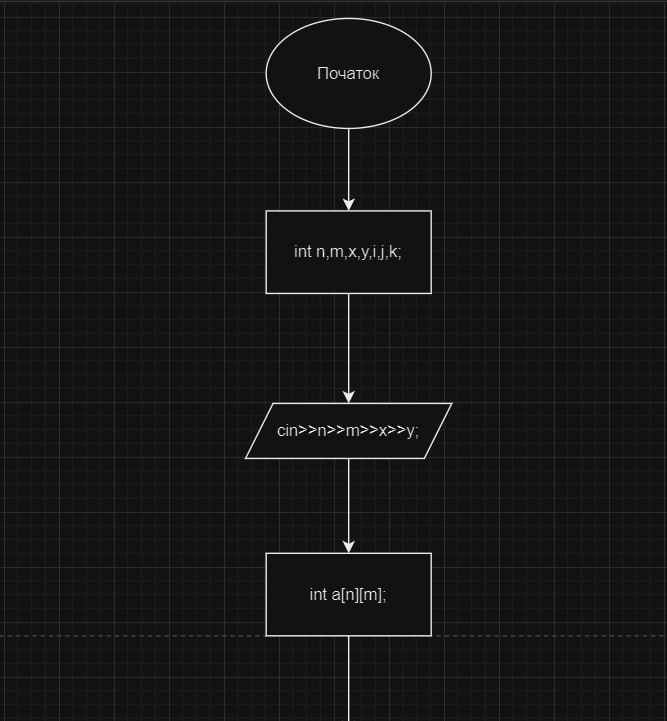 Початок
int n,m,x,y,i,j,k;
cin>>n>>m>>x>>y;
int a[n][m];